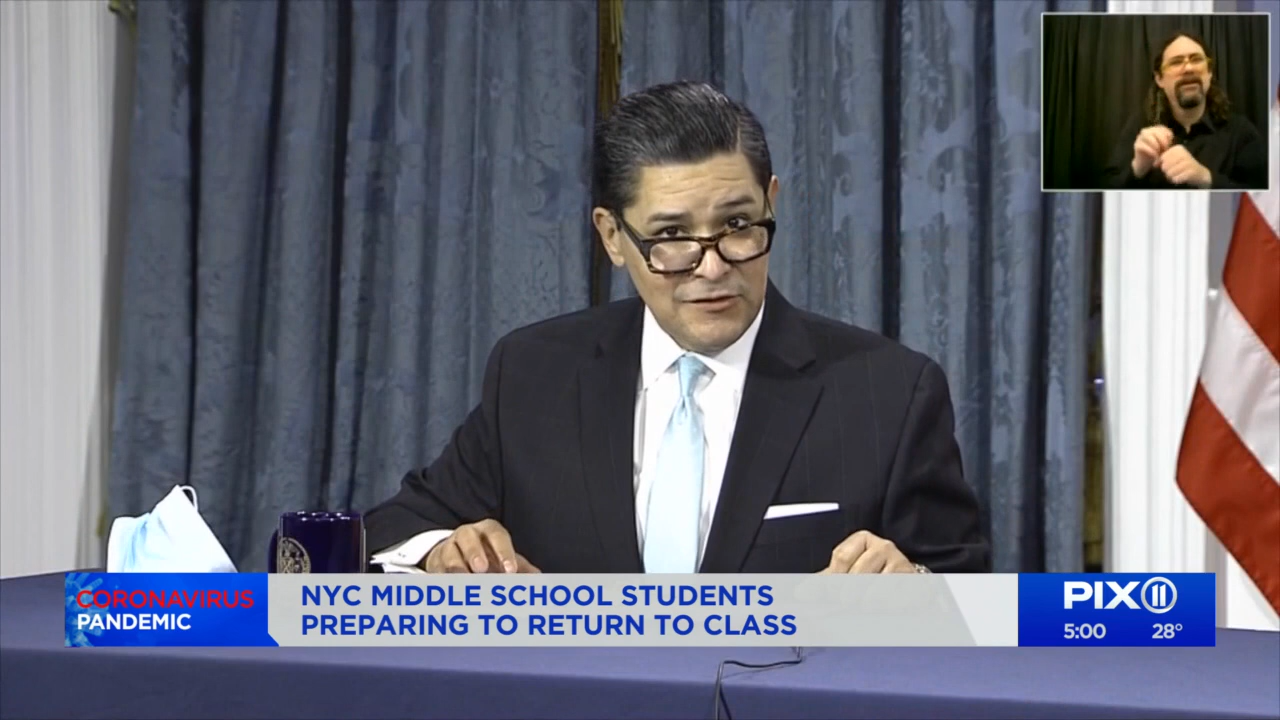 CORONAVIRUS
PANDEMIC
NYC MIDDLE SCHOOL STUDENTS
PREPARING TO RETURN TO CLASS
PIX11
5:00 28°